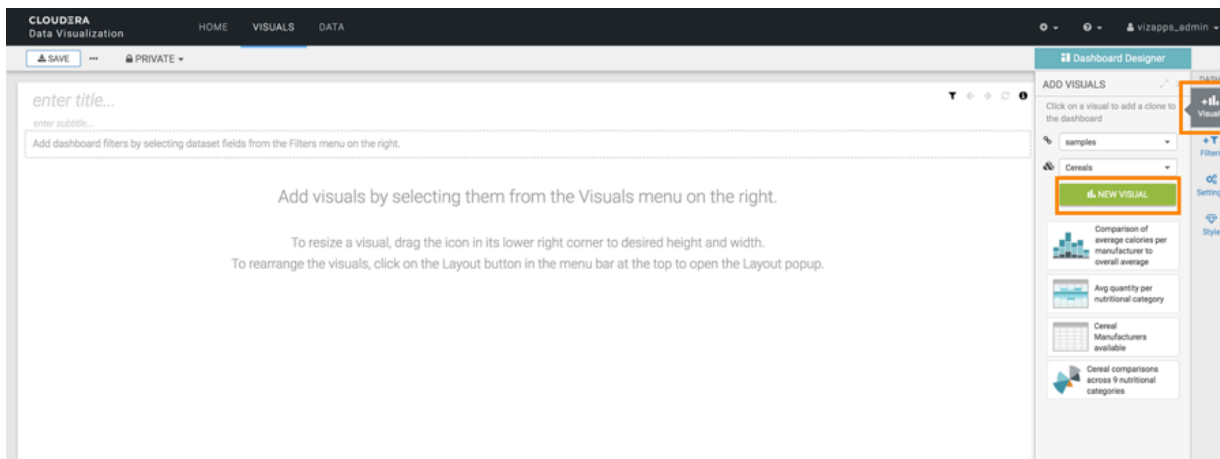 CLOUDERA
Data Visualization
HOME VISUALS DATA
vizapps_admin
SAVE
PRIVATE
Dashboard Designer
enter title...
enter subtitle...
Add dashboard filters by selecting dataset fields from the Filters menu on the right.
Add visuals by selecting them from the Visuals menu on the right.
To resize a visual, drag the icon in its lower right corner to desired height and width.
To rearrange the visuals, click on the Layout button in the menu bar at the top to open the Layout popup.
ADD VISUALS
Click on a visual to add a clone to
the dashboard
samples
Cereals
NEW VISUAL
Comparison of
average calories per
manufacturer to
overall average
Avg quantity per
nutritional category
Cereal
Manufacturers
available
Cereal comparisons
across 9 nutritional
categories
Visual
Filter
Setting
Style